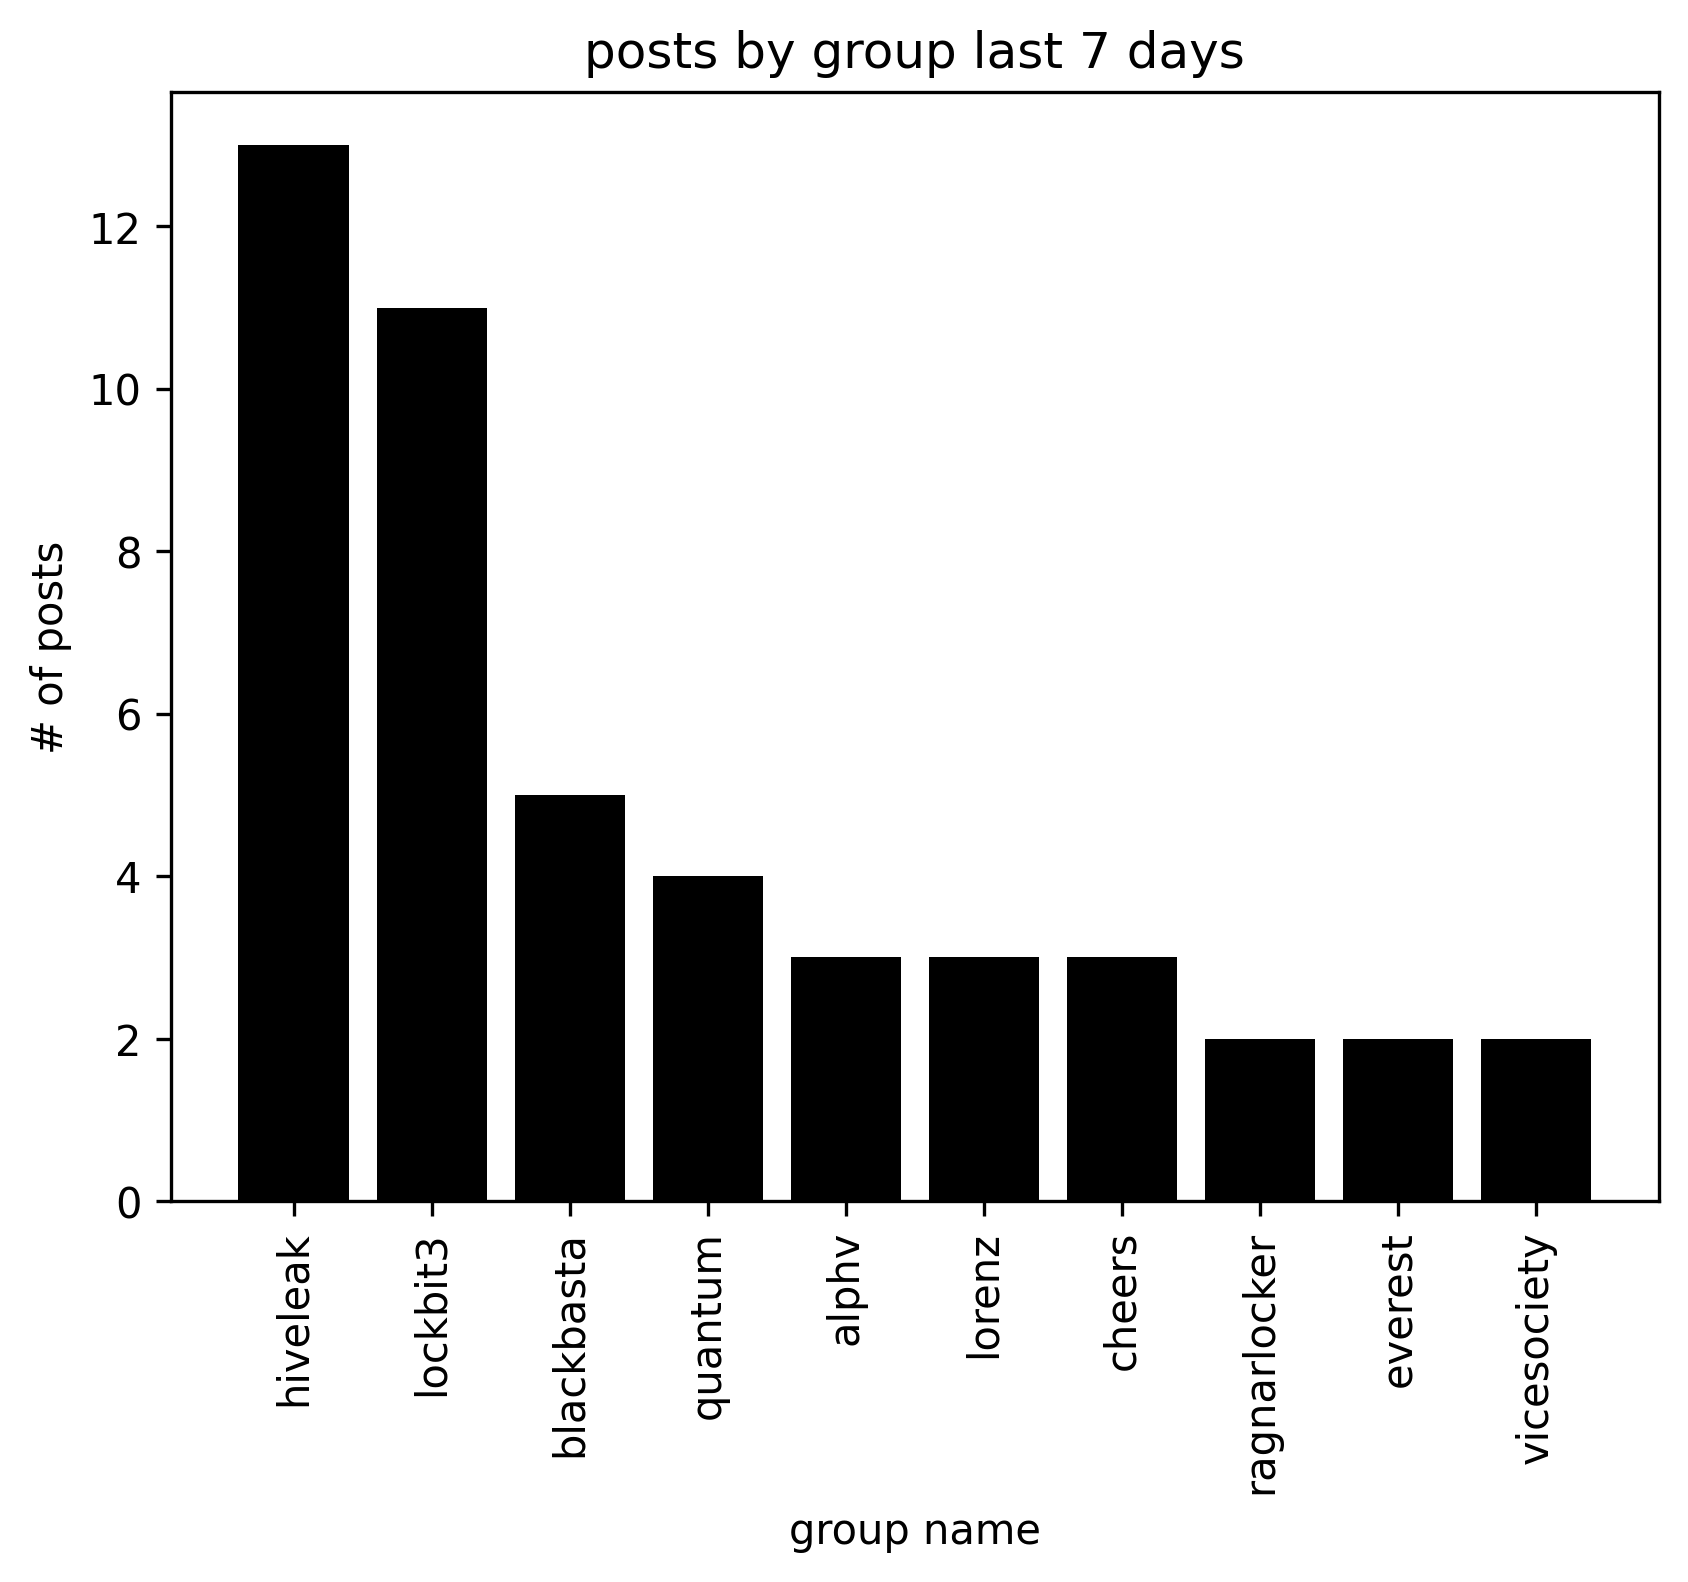 posts by group last 7 days
# of posts
12
10
8
6
4
2
0
hiveleak
lockbit3
blackbasta
quantum
alphv
lorenz
cheers
ragnarlocker
everest
vicesociety
group name